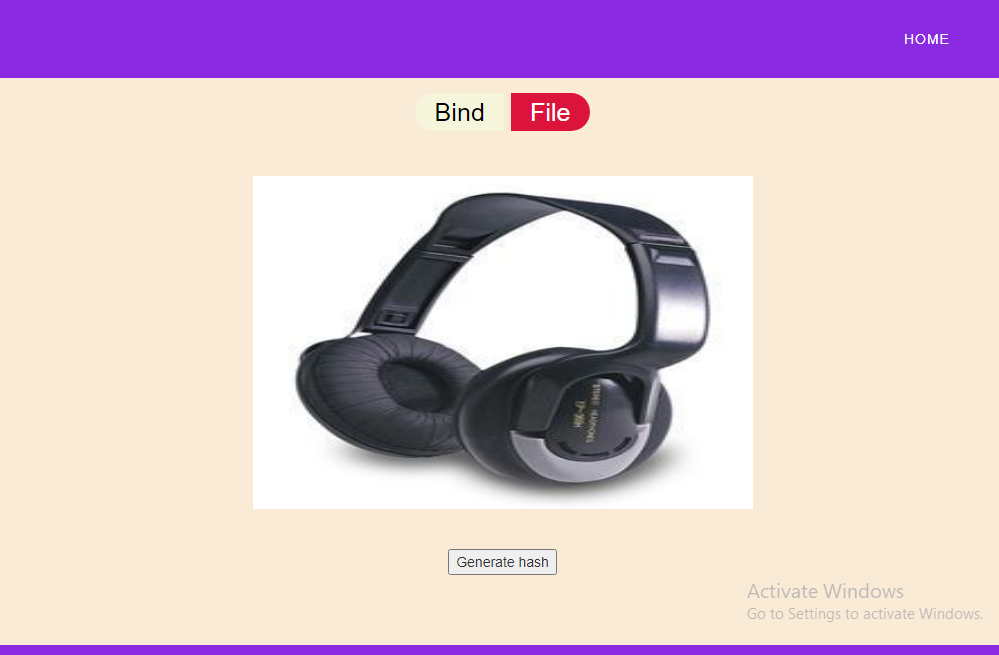 HOME
Bind File
STEREO HEADPHONES
Generate hash
Activate Windows
Go to Settings to activate Windows.